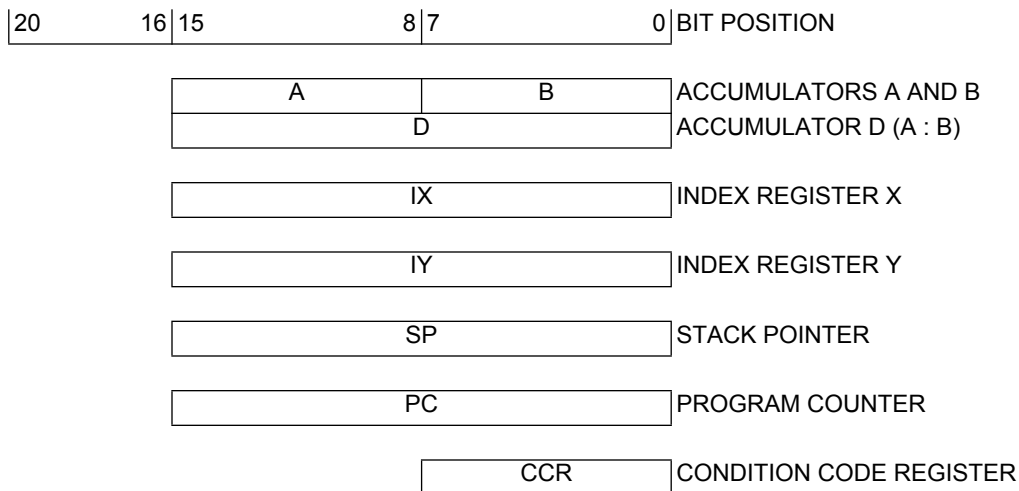 20 16 15 8 7 0 BIT POSITION
A B ACCUMULATORS A AND B
D ACCUMULATOR D (A : B)
IX INDEX REGISTER X
IY INDEX REGISTER Y
SP STACK POINTER
PC PROGRAM COUNTER
CCR CONDITION CODE REGISTER